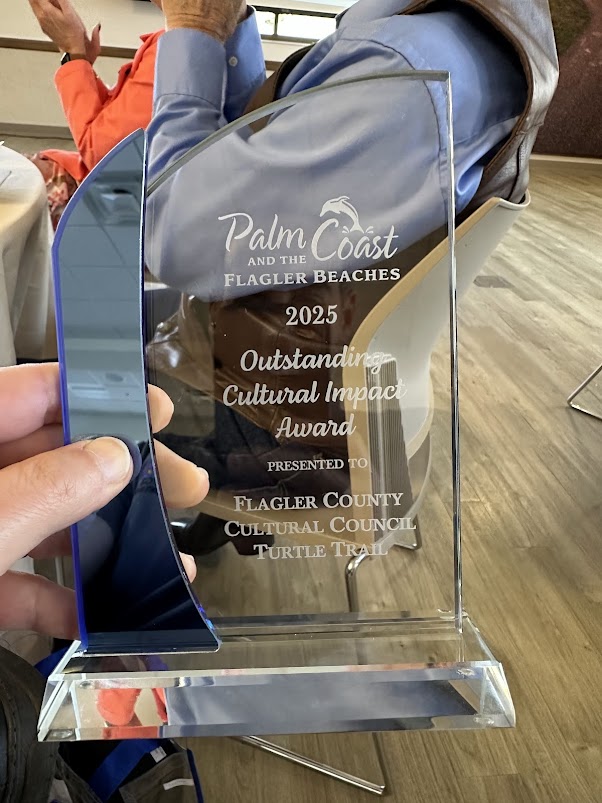 Palm Coast
AND THE
FLAGLER BEACHES
2025
Outstanding
Cultural Impact
Award
PRESENTED TO
FLAGLER COUNTY
CULTURAL COUNCIL
TURTLE TRAIL